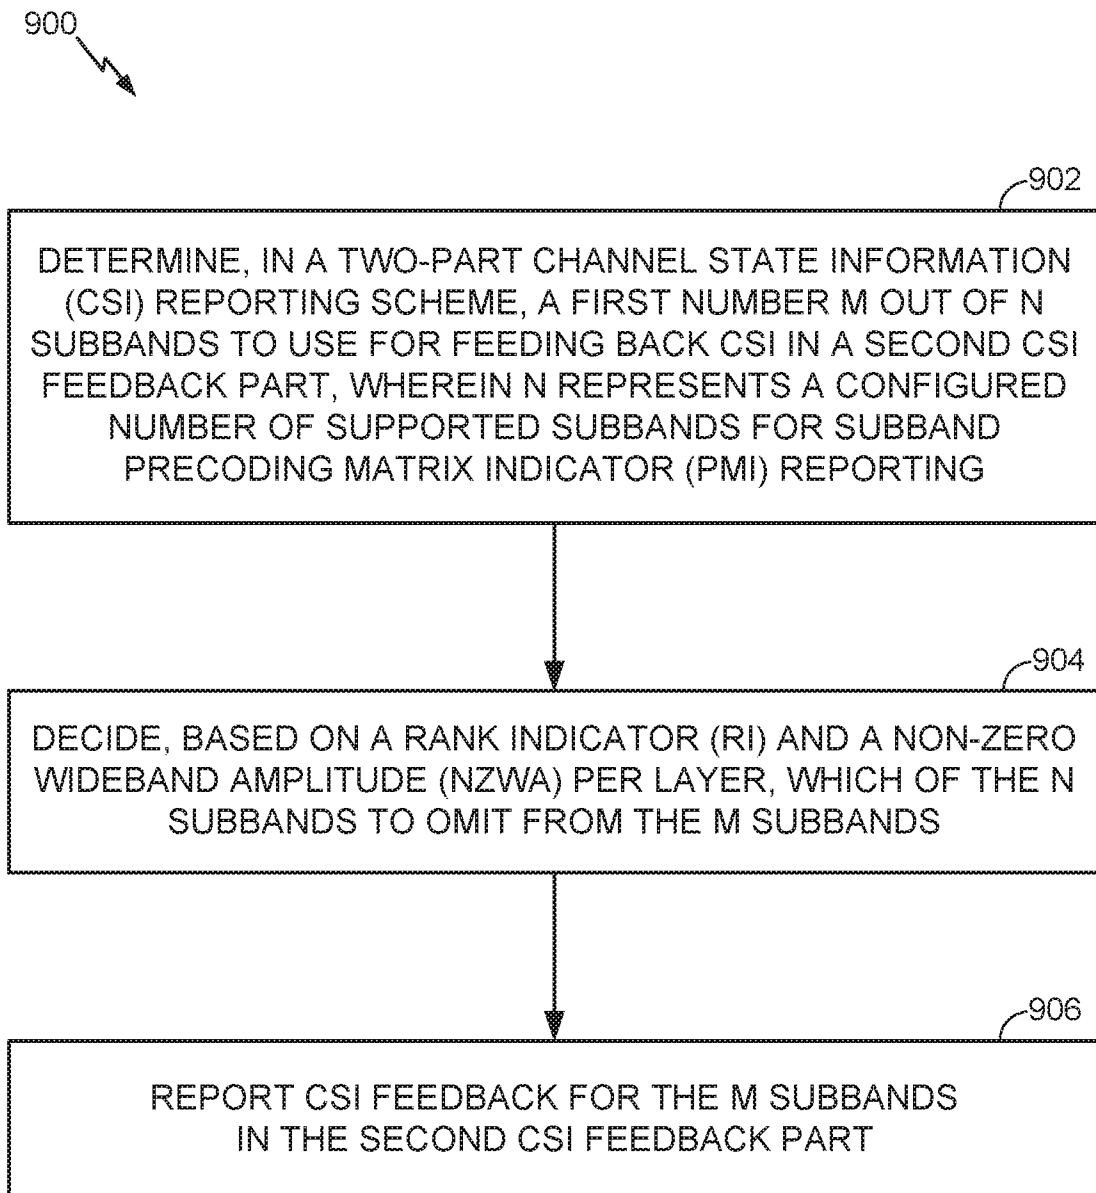 900
902
DETERMINE, IN A TWO-PART CHANNEL STATE INFORMATION
(CSI) REPORTING SCHEME, A FIRST NUMBER M OUT OF N
SUBBANDS TO USE FOR FEEDING BACK CSI IN A SECOND CSI
FEEDBACK PART, WHEREIN N REPRESENTS A CONFIGURED
NUMBER OF SUPPORTED SUBBANDS FOR SUBBAND
PRECODING MATRIX INDICATOR (PMI) REPORTING
904
DECIDE, BASED ON A RANK INDICATOR (RI) AND A NON-ZERO
WIDEBAND AMPLITUDE (NZWA) PER LAYER, WHICH OF THE N
SUBBANDS TO OMIT FROM THE M SUBBANDS
906
REPORT CSI FEEDBACK FOR THE M SUBBANDS
IN THE SECOND CSI FEEDBACK PART